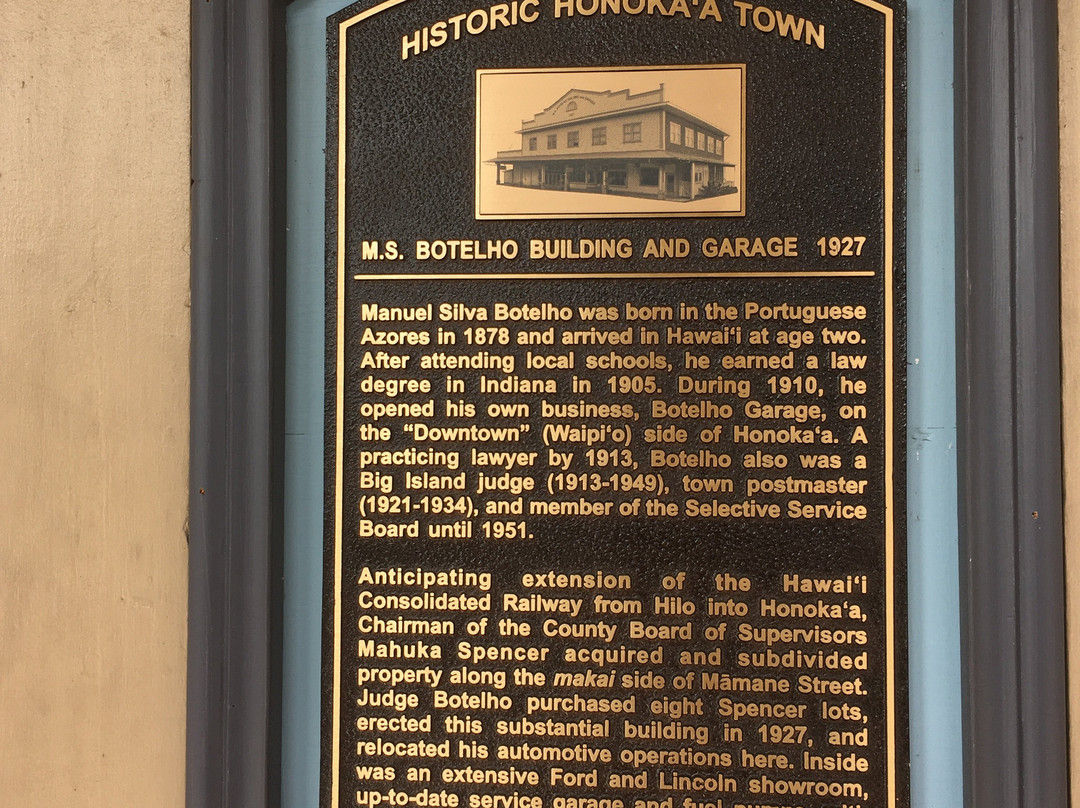 HISTORIC HONOKAʻA TOWN
M.S. BOTELHO BUILDING AND GARAGE 1927
Manuel Silva Botelho was born in the Portuguese
Azores in 1878 and arrived in Hawaiʻi at age two.
After attending local schools, he earned a law
degree in Indiana in 1905. During 1910, he
opened his own business, Botelho Garage, on
the “Downtown” (Waipiʻo) side of Honokaʻa. A
practicing lawyer by 1913, Botelho also was a
Big Island judge (1913-1949), town postmaster
(1921-1934), and member of the Selective Service
Board until 1951.
Anticipating extension of the Hawaiʻi
Consolidated Railway from Hilo into Honokaʻa,
Chairman of the County Board of Supervisors
Mahuka Spencer acquired and subdivided
property along the makai side of Māmane Street.
Judge Botelho purchased eight Spencer lots,
erected this substantial building in 1927, and
relocated his automotive operations here. Inside
was an extensive Ford and Lincoln showroom,
up-to-date service garage and fuel